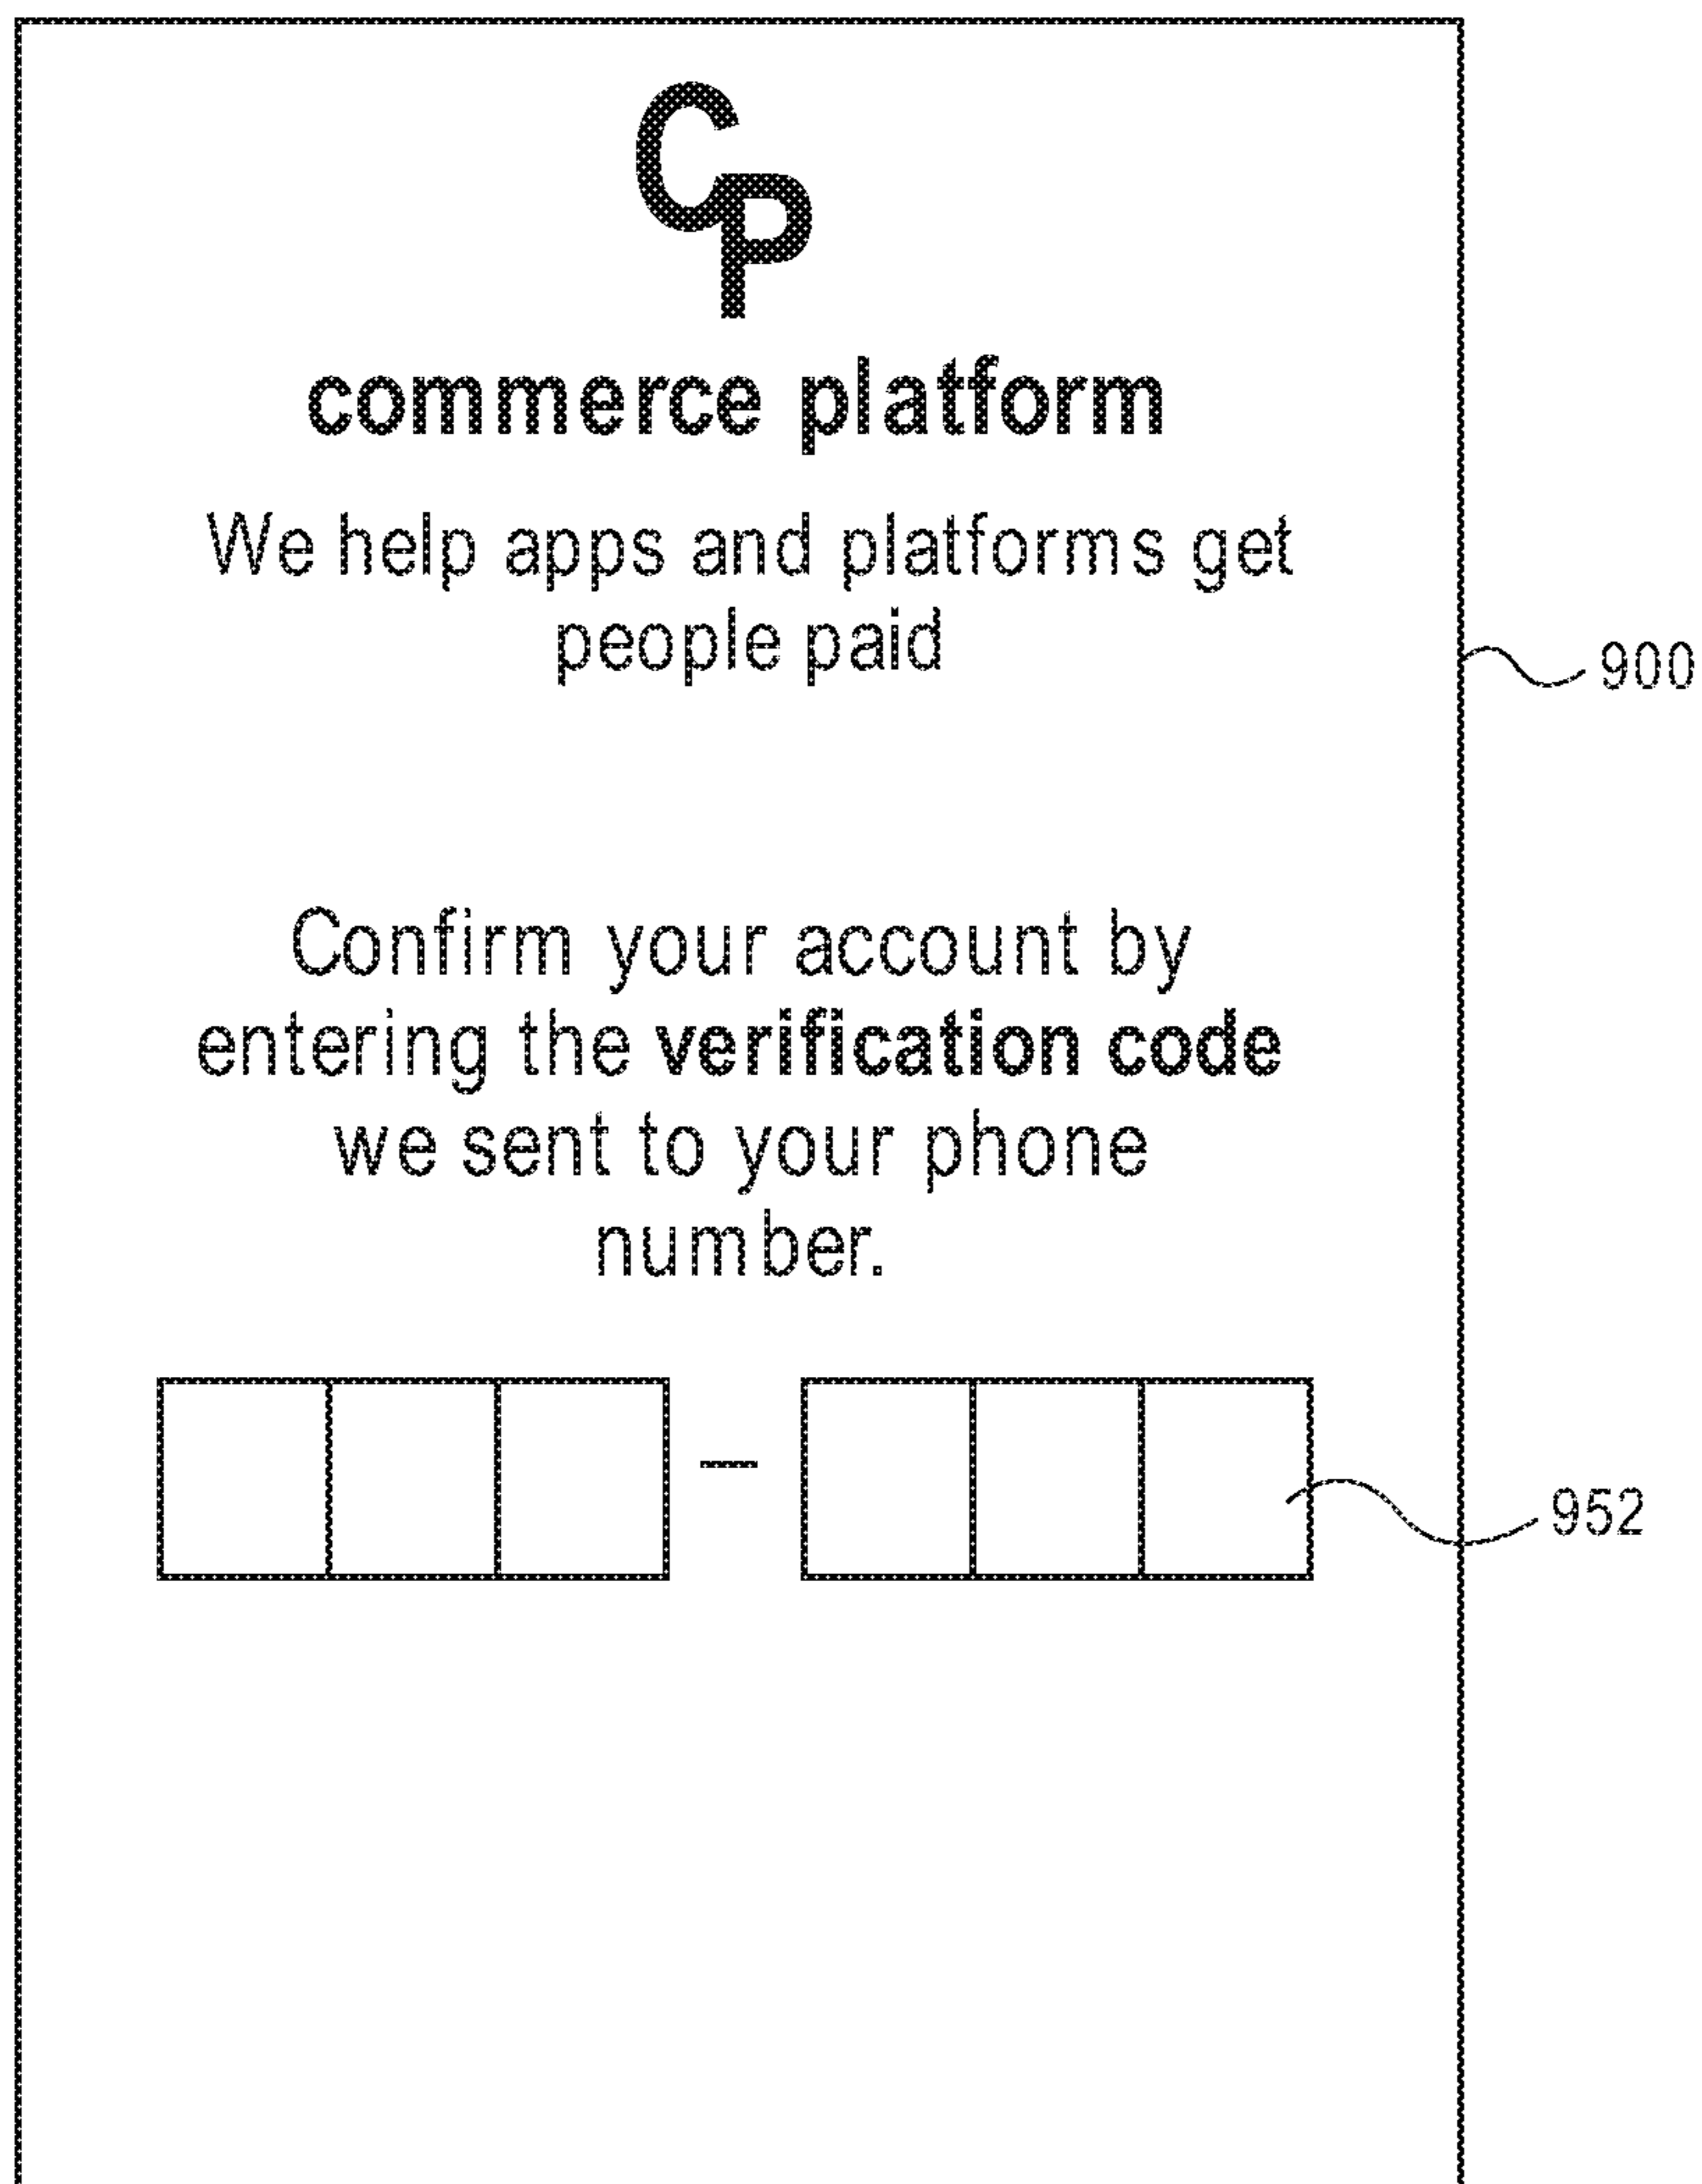 CP
commerce platform
We help apps and platforms get
people paid
900
Confirm your account by
entering the verification code
we sent to your phone
number.
–
952